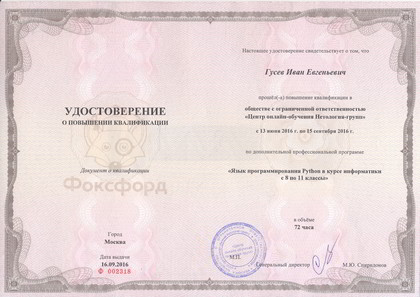 УДОСТОВЕРЕНИЕ
О ПОВЫШЕНИИ КВАЛИФИКАЦИИ
Фоксфорд
Документ о квалификации
Город
Москва
Дата выдачи
16.09.2016
Ф 002318
Настоящее удостоверение свидетельствует о том, что
Гусев Иван Евгеньевич
прошёл(-а) повышение квалификации в
обществе с ограниченной ответственностью
«Центр онлайн-обучения Нетология-групп»
с 13 июня 2016 г. по 15 сентября 2016 г.
по дополнительной профессиональной программе
«Язык программирования Python в курсе информатики
с 8 по 11 классы»
в объёме
72 часа
М.П.
Генеральный директор
М.Ю. Спиридонов